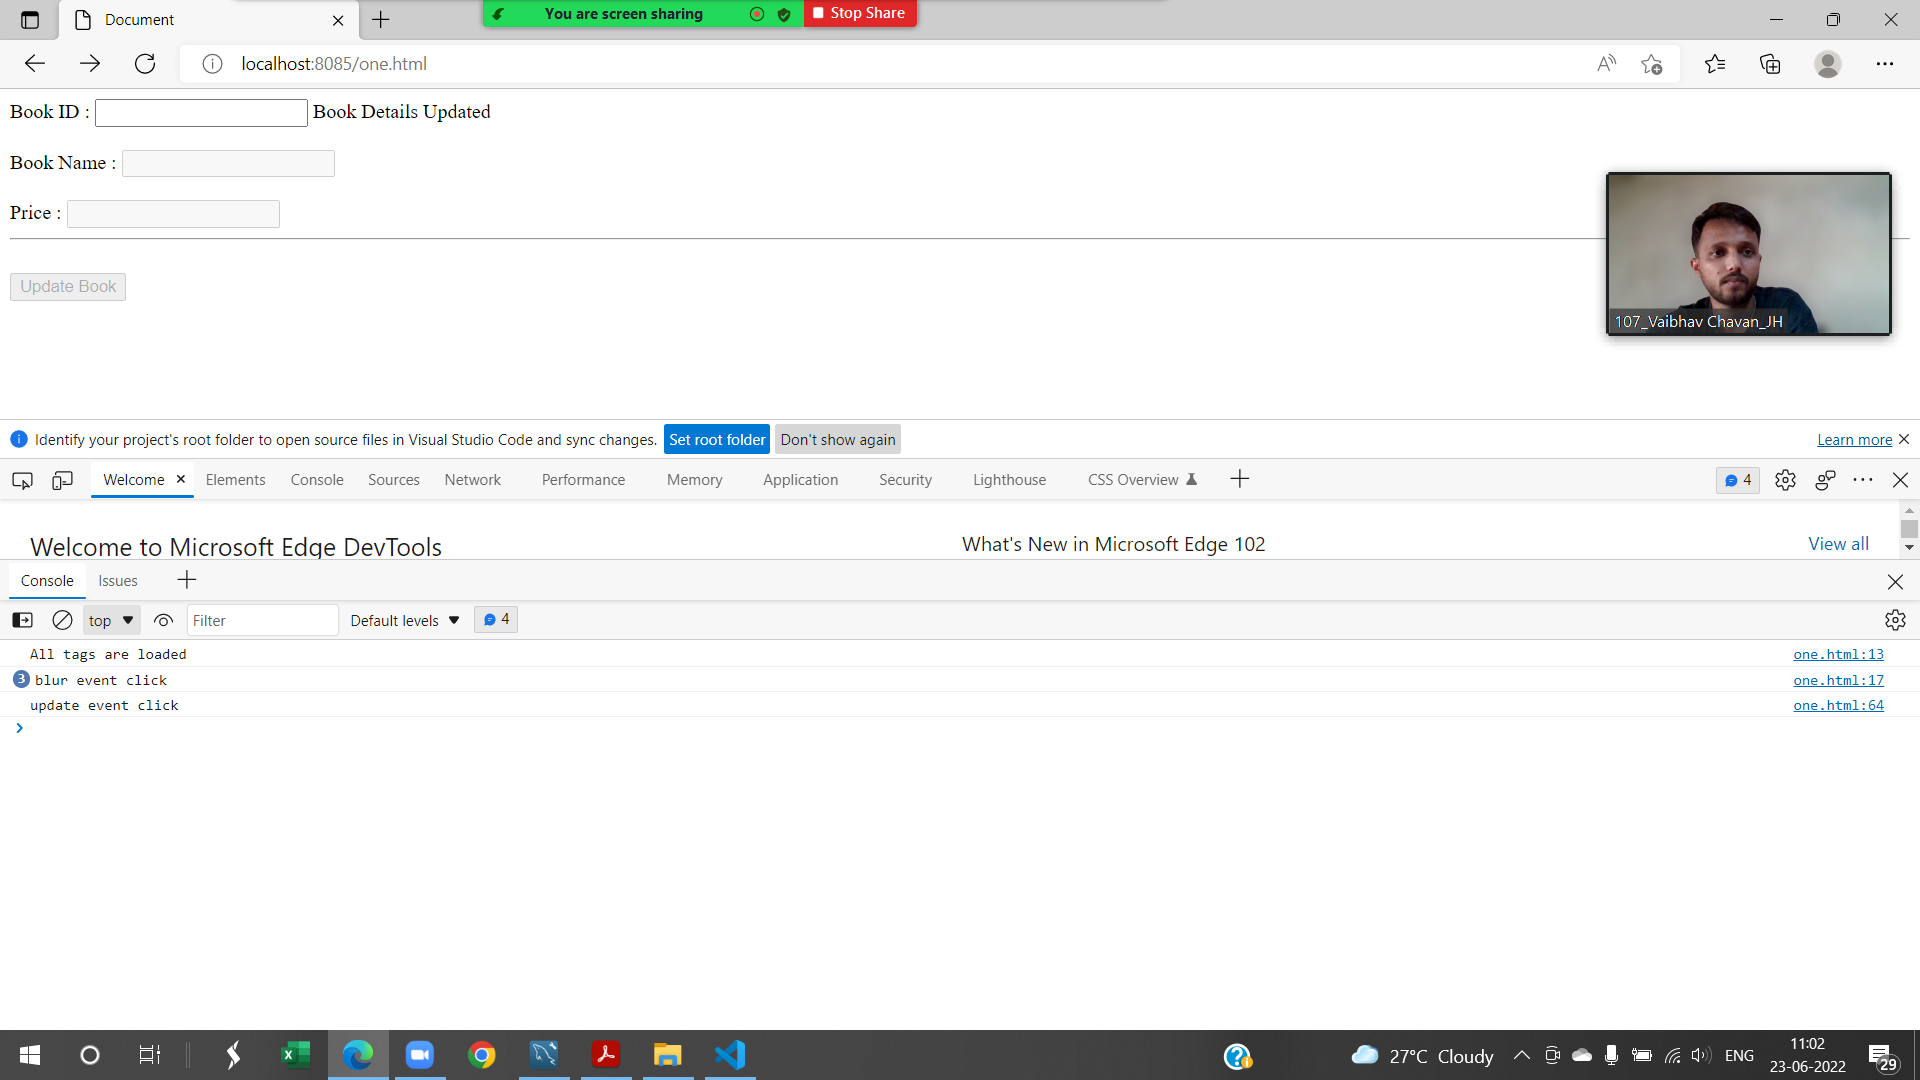 Document
You are screen sharing
Stop Share
localhost:8085/one.html
Book ID : Book Details Updated
Book Name :
Price :
Update Book
107_Vaibhav Chavan_JH
Identify your project's root folder to open source files in Visual Studio Code and sync changes. Set root folder Don't show again Learn more
Welcome Elements Console Sources Network Performance Memory Application Security Lighthouse CSS Overview 4
Welcome to Microsoft Edge DevTools What's New in Microsoft Edge 102 View all
Console Issues
top Filter Default levels 4
All tags are loaded one.html:13
3 blur event click one.html:17
update event click one.html:64
27°C Cloudy ENG
11:02
23-06-2022
29